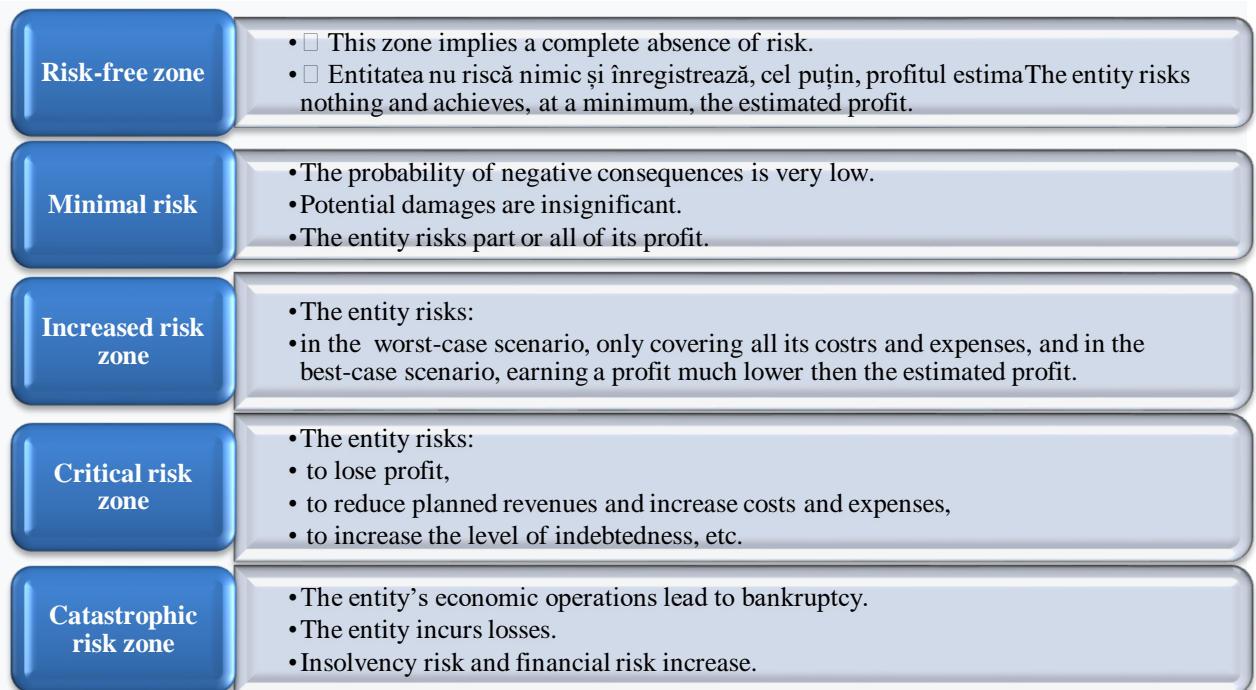 Risk-free zone
• □ This zone implies a complete absence of risk.
• □ Entitatea nu riscă nimic și înregistrează, cel puțin, profitul estimaThe entity risks
nothing and achieves, at a minimum, the estimated profit.
Minimal risk
•The probability of negative consequences is very low.
•Potential damages are insignificant.
•The entity risks part or all of its profit.
Increased risk
zone
•The entity risks:
•in the  worst-case scenario, only covering all its costrs and expenses, and in the
best-case scenario, earning a profit much lower then the estimated profit.
Critical risk
zone
•The entity risks:
• to lose profit,
• to reduce planned revenues and increase costs and expenses,
• to increase the level of indebtedness, etc.
Catastrophic
risk zone
•The entity’s economic operations lead to bankruptcy.
•The entity incurs losses.
•Insolvency risk and financial risk increase.